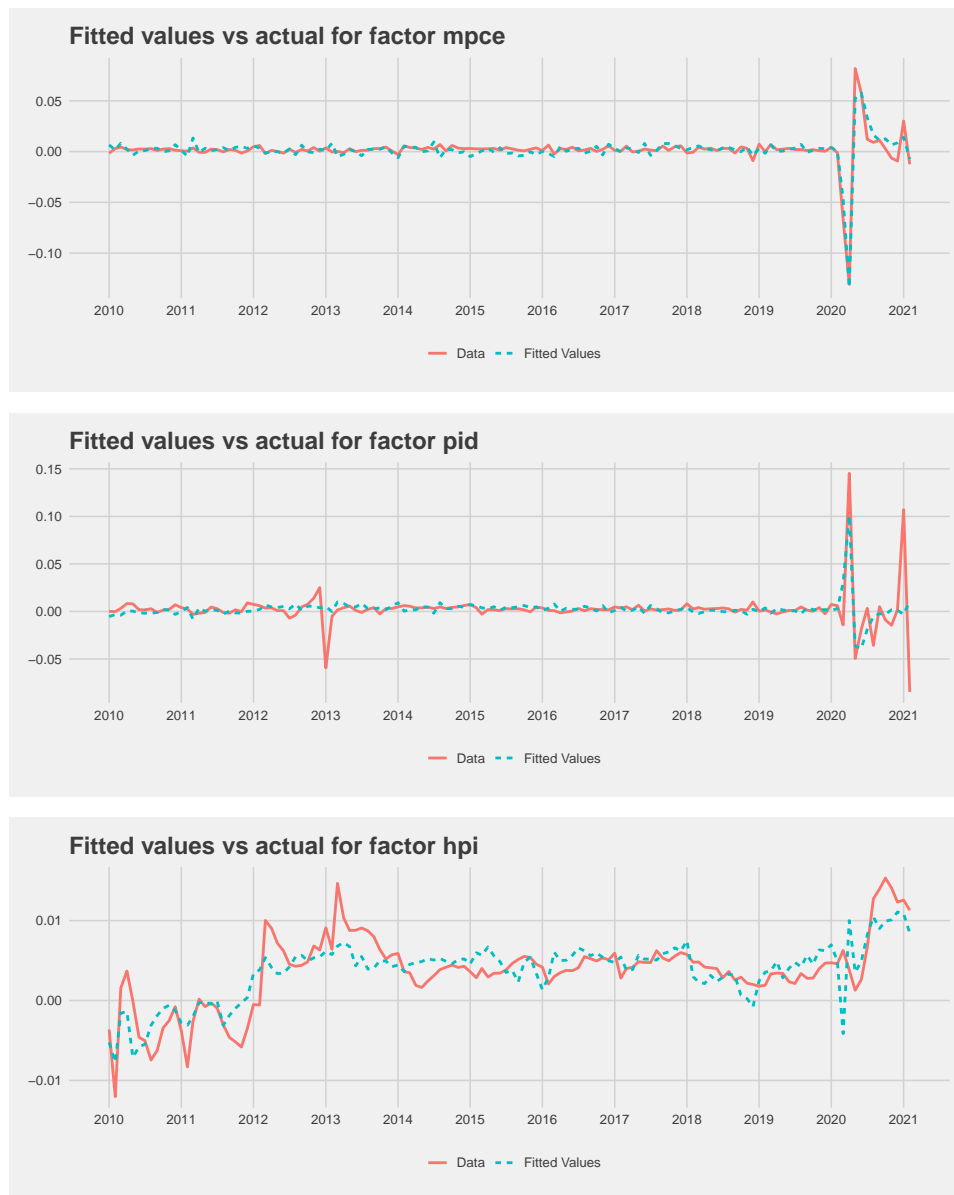 Fitted values vs actual for factor mpce
0.05
0.00
−0.05
−0.10
2010 2011 2012 2013 2014 2015 2016 2017 2018 2019 2020 2021
Data Fitted Values
Fitted values vs actual for factor pid
0.15
0.10
0.05
0.00
−0.05
2010 2011 2012 2013 2014 2015 2016 2017 2018 2019 2020 2021
Data Fitted Values
Fitted values vs actual for factor hpi
0.01
0.00
−0.01
2010 2011 2012 2013 2014 2015 2016 2017 2018 2019 2020 2021
Data Fitted Values